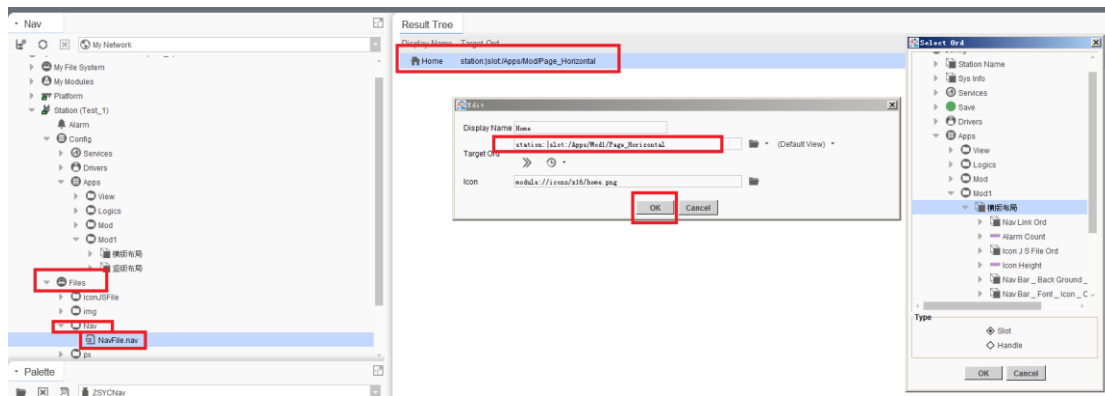 Nav
My Network
My File System
My Modules
Platform
Station (Test_1)
Alarm
Config
Services
Drivers
Apps
View
Logics
Mod
Mod1
横版布局
竖版布局
Files
iconJSFile
img
Nav
NavFile.nav
px
Palette
ZSYCNav
Result Tree
Display Name Target Ord
Home station:|slot:/Apps/Mod/Page_Horizontal
Edit
Display Name Home
station:|slot:/Apps/Mod1/Page_Horizontal (Default View)
Target Ord
Icon module://icons/x16/home.png
OK Cancel
Select Ord
Station Name
Sys Info
Services
Save
Drivers
Apps
View
Logics
Mod
Mod1
横版布局
Nav Link Ord
Alarm Count
Icon J S File Ord
Icon Height
Nav Bar _ Back Ground _
Nav Bar _ Font _ Icon _ C
Type
Slot
Handle
OK Cancel